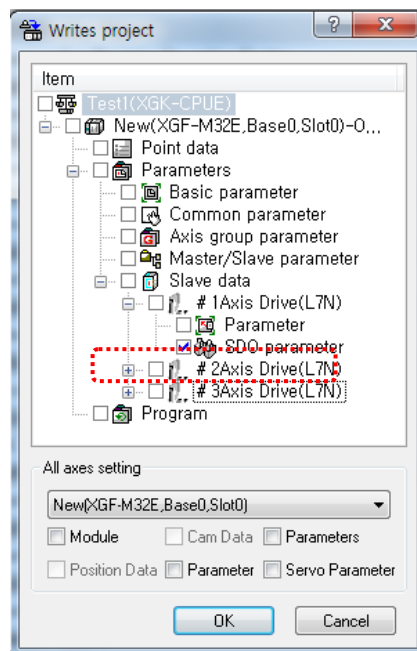 Writes project
Item
Test1(XGK-CPUE)
New(XGF-M32E,Base0,Slot0)-O,,,
Point data
Parameters
Basic parameter
Common parameter
Axis group parameter
Master/Slave parameter
Slave data
# 1Axis Drive(L7N)
Parameter
SDO parameter
# 2Axis Drive(L7N)
# 3Axis Drive(L7N)
Program
All axes setting
New(XGF-M32E,Base0,Slot0)
Module Cam Data Parameters
Position Data Parameter Servo Parameter
OK Cancel